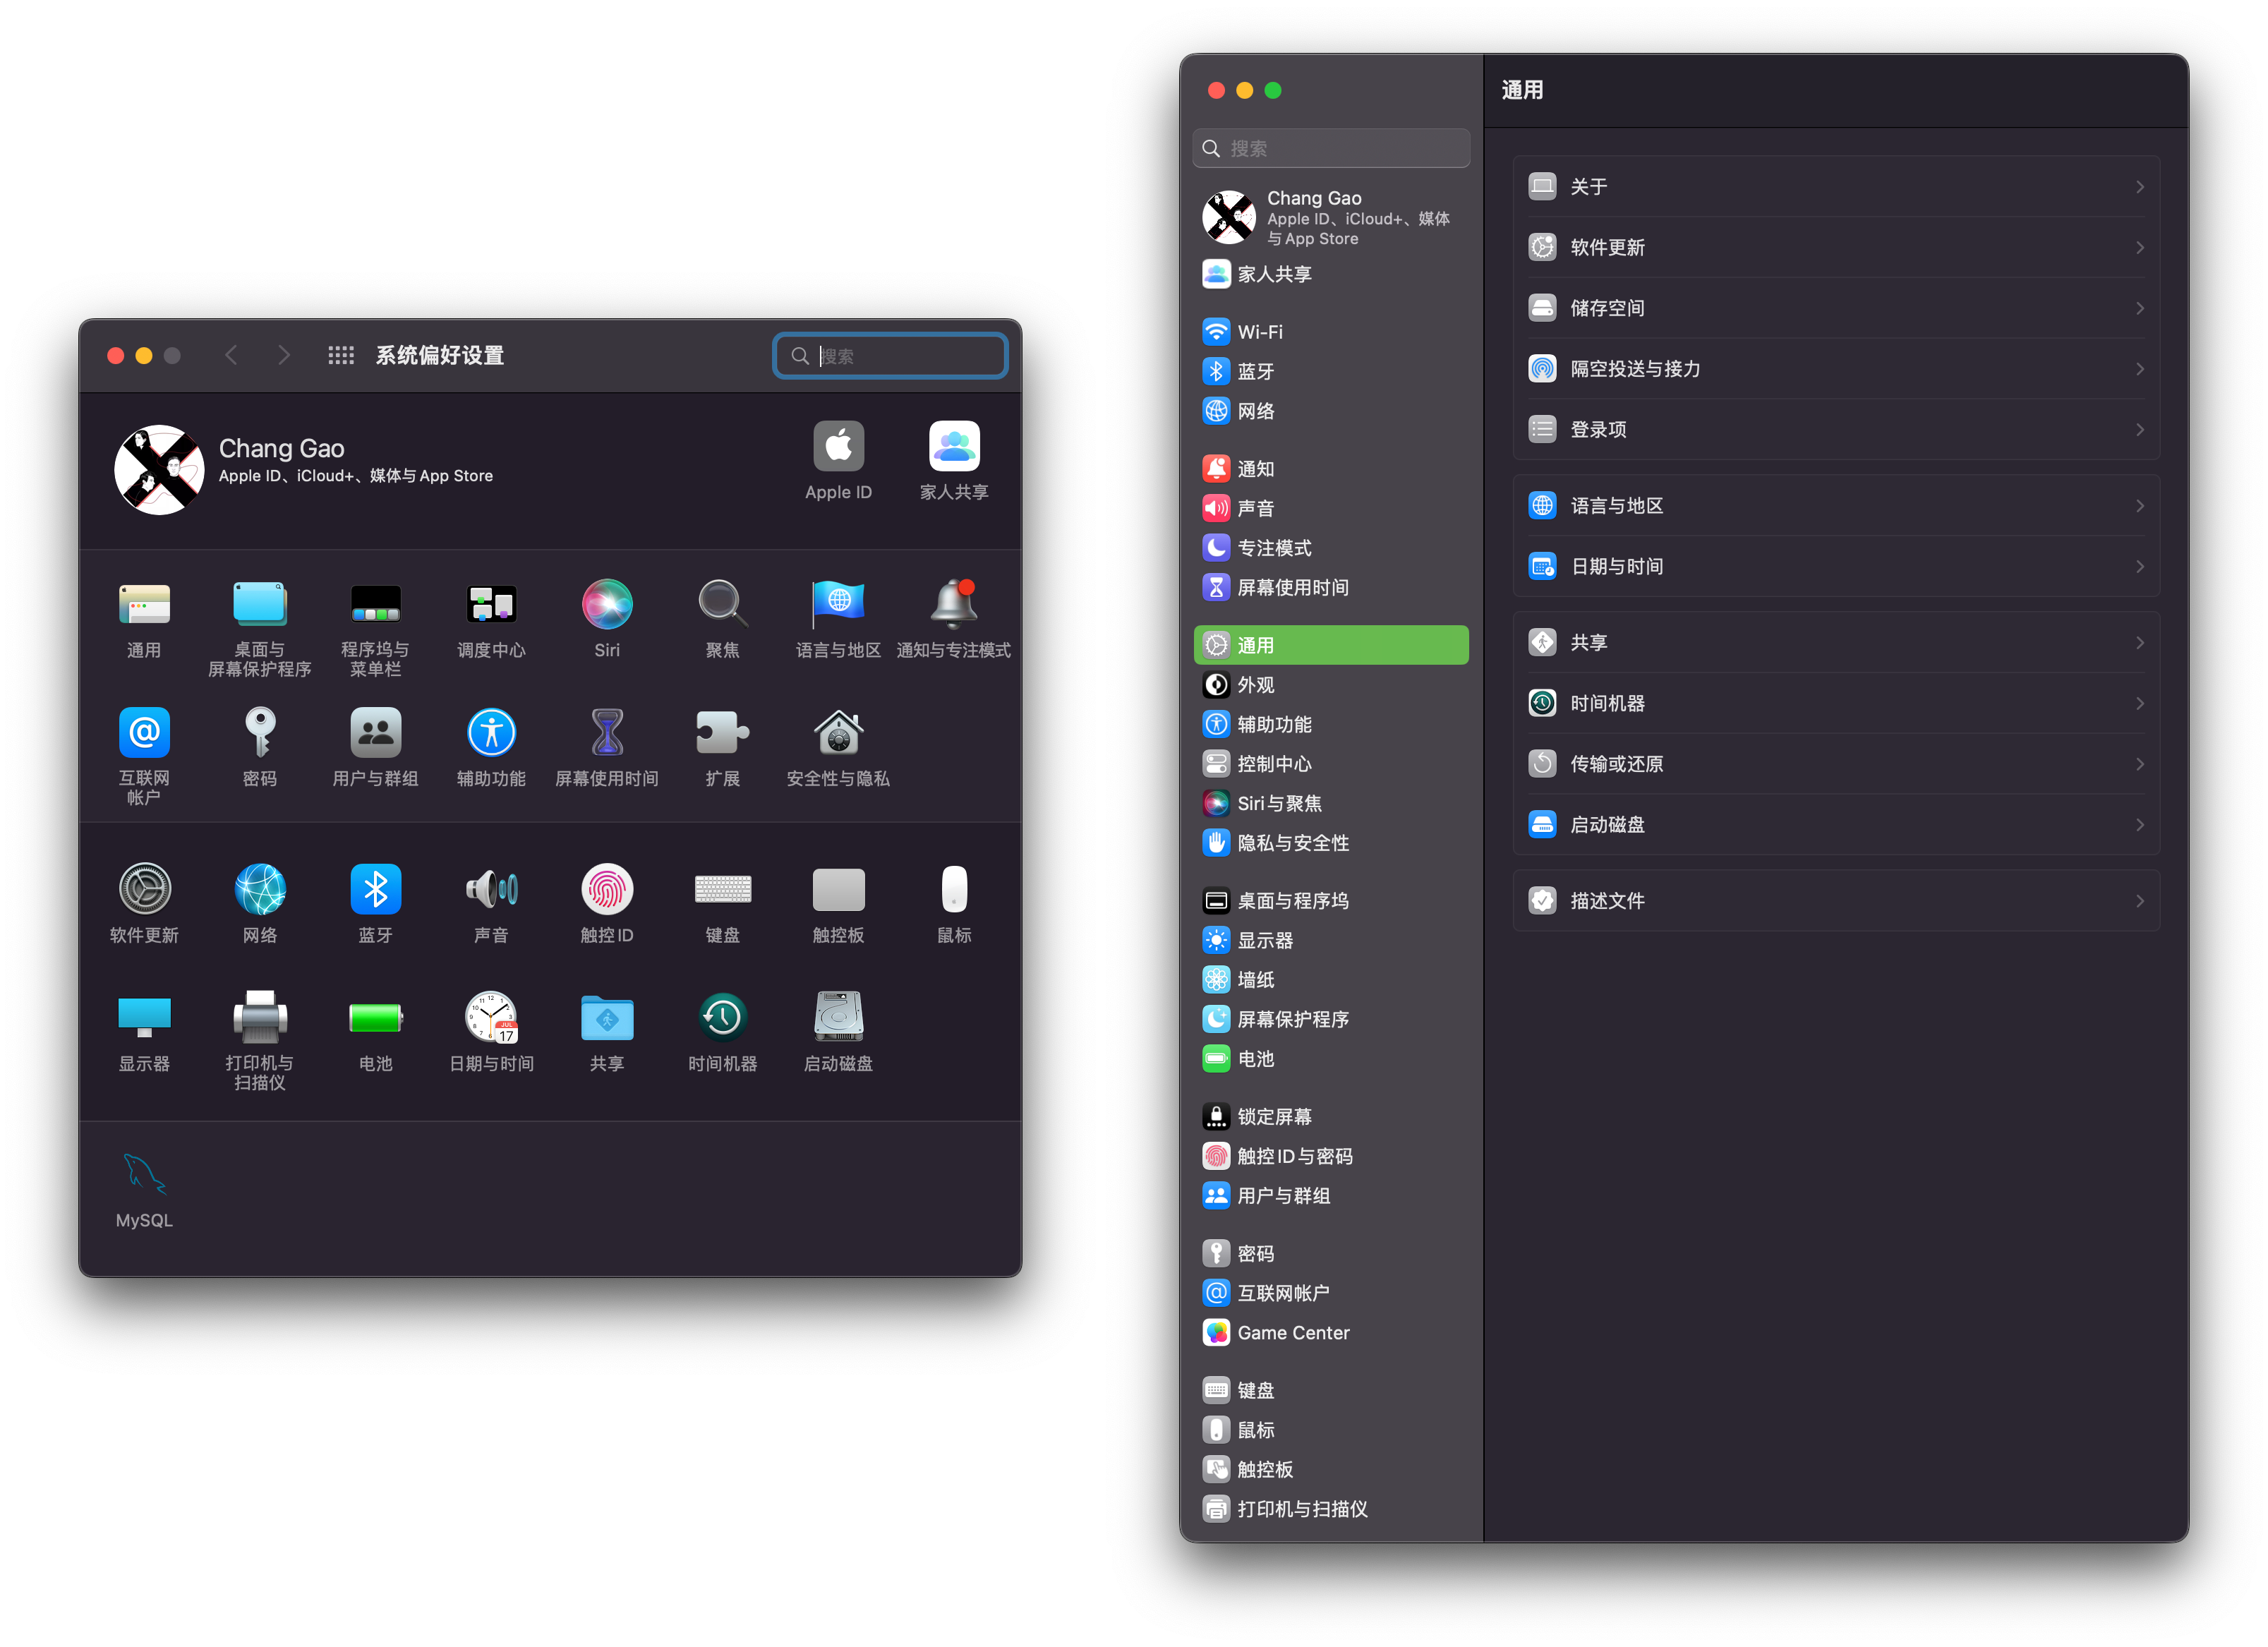 系统偏好设置
搜索
Chang Gao
Apple ID、iCloud+、媒体与 App Store
Apple ID
家人共享
通用
桌面与
屏幕保护程序
程序坞与
菜单栏
调度中心
Siri
聚焦
语言与地区
通知与专注模式
互联网
帐户
密码
用户与群组
辅助功能
屏幕使用时间
扩展
安全性与隐私
软件更新
网络
蓝牙
声音
触控 ID
键盘
触控板
鼠标
显示器
打印机与
扫描仪
电池
JUL
17
日期与时间
共享
时间机器
启动磁盘
MySQL
搜索
Chang Gao
Apple ID、iCloud+、媒体
与 App Store
家人共享
Wi-Fi
蓝牙
网络
通知
声音
专注模式
屏幕使用时间
通用
外观
辅助功能
控制中心
Siri 与聚焦
隐私与安全性
桌面与程序坞
显示器
墙纸
屏幕保护程序
电池
锁定屏幕
触控 ID 与密码
用户与群组
密码
互联网帐户
Game Center
键盘
鼠标
触控板
打印机与扫描仪
通用
关于
软件更新
储存空间
隔空投送与接力
登录项
语言与地区
日期与时间
共享
时间机器
传输或还原
启动磁盘
描述文件